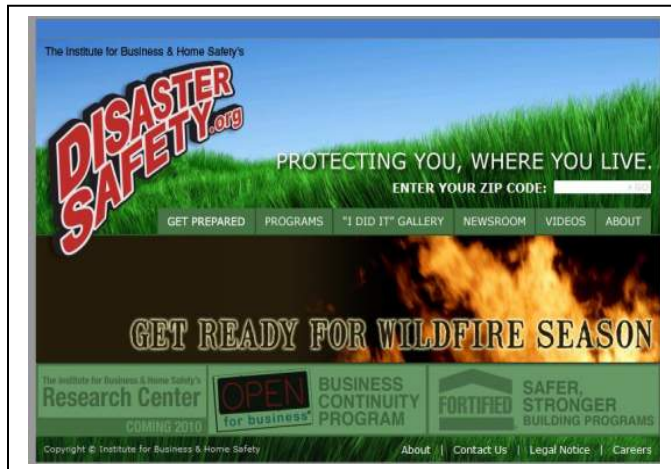 The Institute for Business & Home Safety's
DISASTER
SAFETY.org
PROTECTING YOU, WHERE YOU LIVE.
ENTER YOUR ZIP CODE:
GET PREPARED PROGRAMS "I DID IT" GALLERY NEWSROOM VIDEOS ABOUT
GET READY FOR WILDFIRE SEASON
The Institute for Business & Home Safety's
Research Center
COMING 2010
OPEN
for business®
BUSINESS
CONTINUITY
PROGRAM
FORTIFIED
SAFER,
STRONGER
BUILDING PROGRAMS
Copyright © Institute for Business & Home Safety
About | Contact Us | Legal Notice | Careers